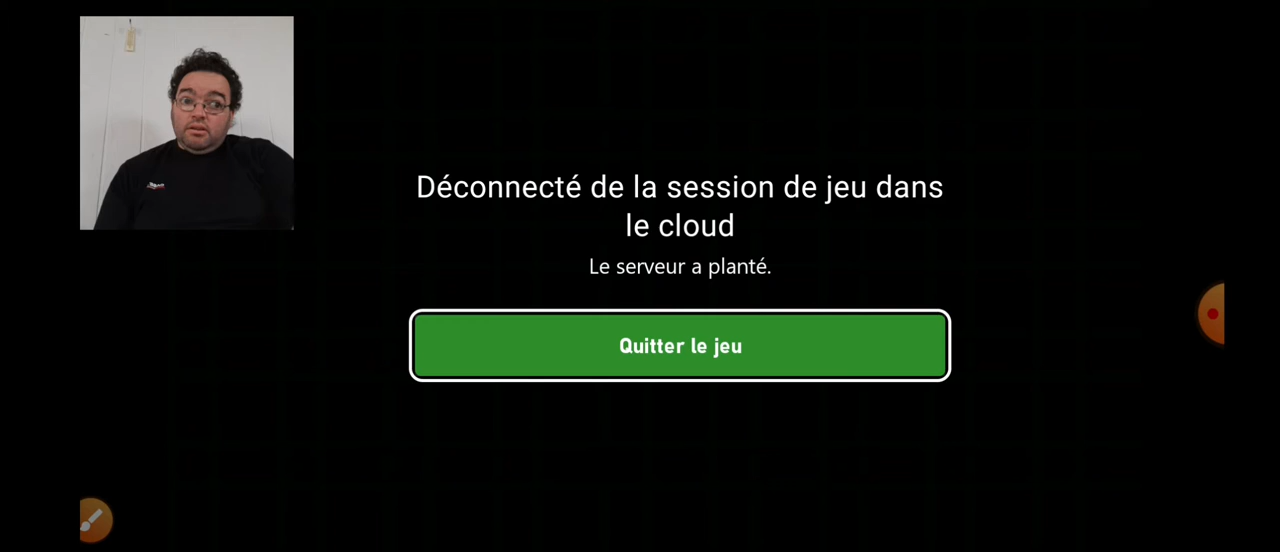 Déconnecté de la session de jeu dans
le cloud
Le serveur a planté.
Quitter le jeu